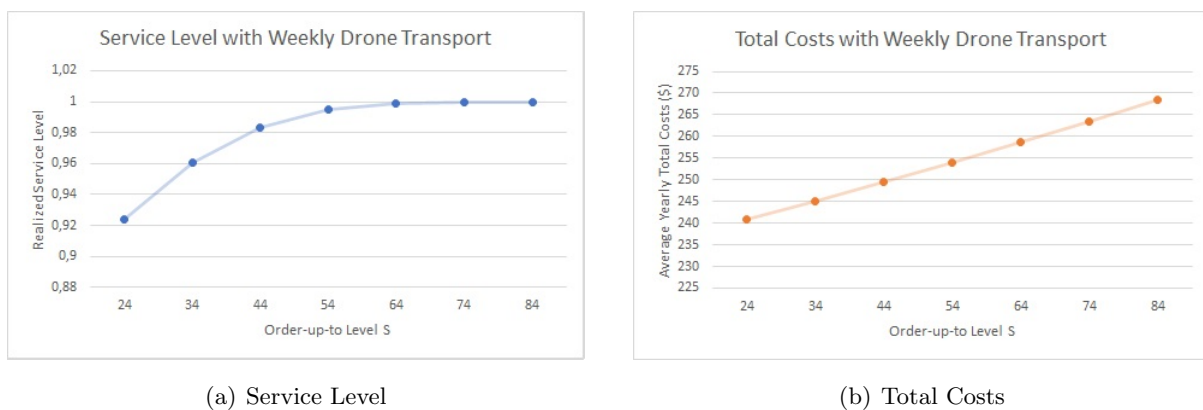 Service Level with Weekly Drone Transport
Realized Service Level
1,02
1
0,98
0,96
0,94
0,92
0,9
0,88
24 34 44 54 64 74 84
Order-up-to Level S
(a) Service Level
Total Costs with Weekly Drone Transport
Average Yearly Total Costs ($)
275
270
265
260
255
250
245
240
235
230
225
24 34 44 54 64 74 84
Order-up-to Level S
(b) Total Costs